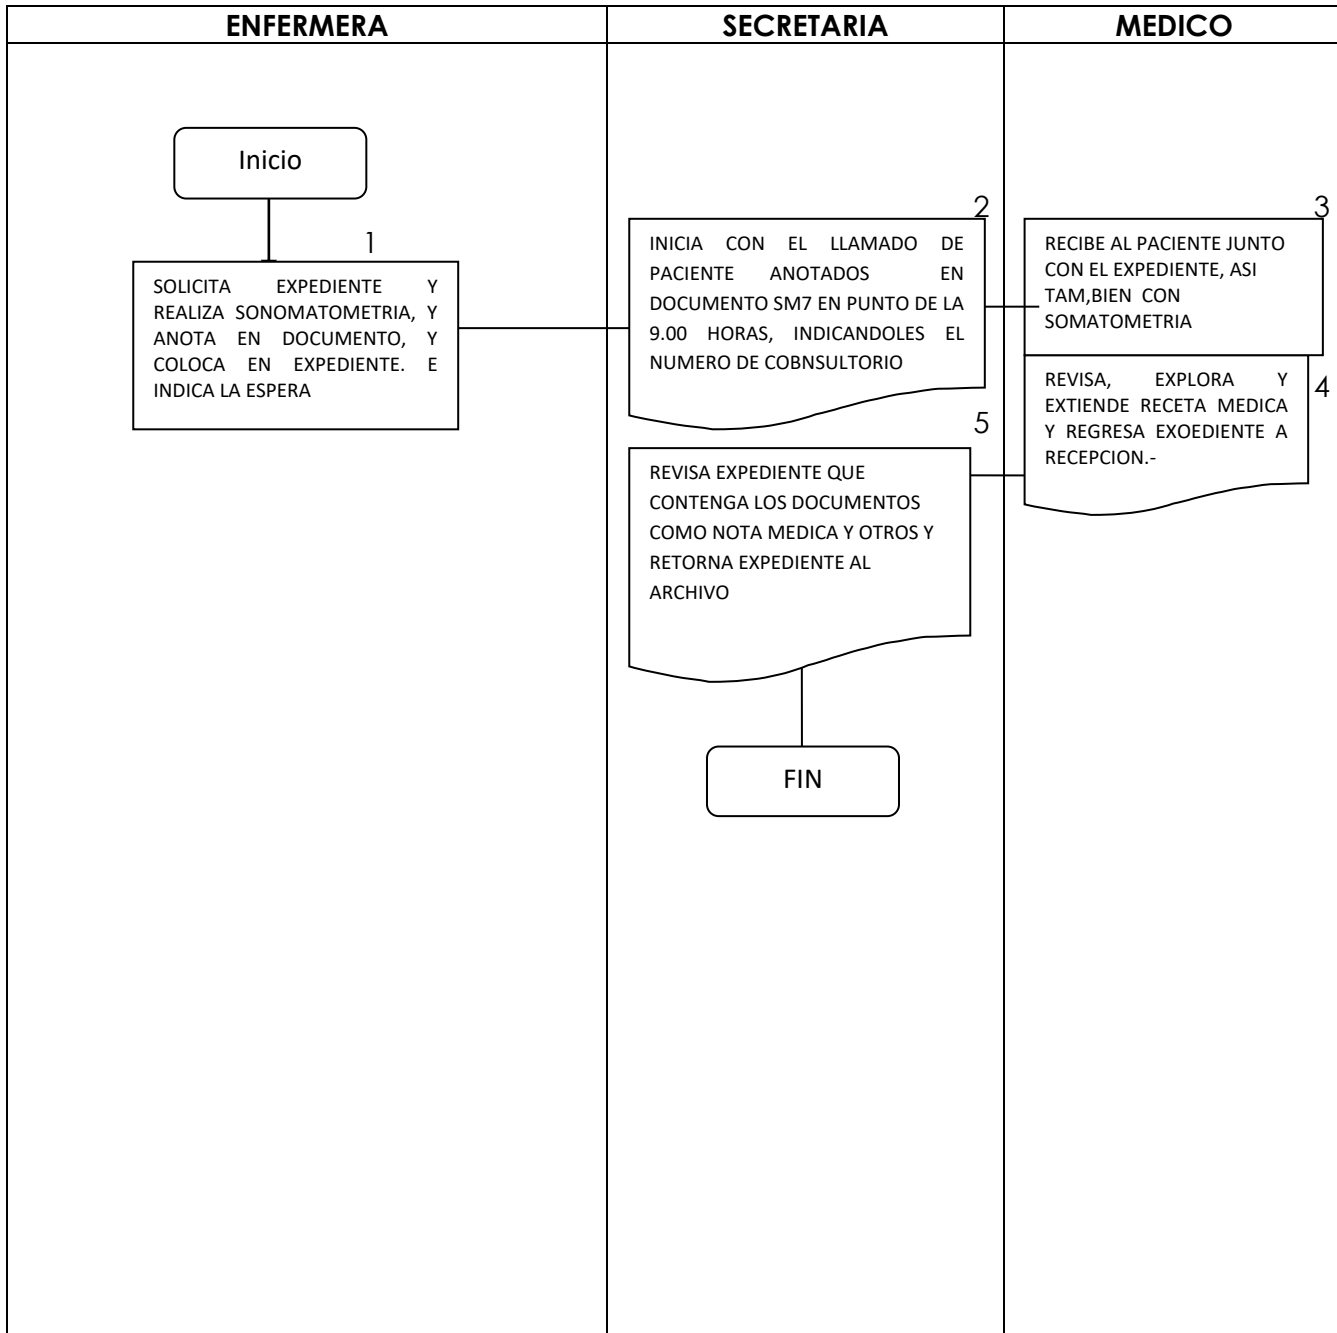 ENFERMERA
SECRETARIA
MEDICO
Inicio
1
SOLICITA EXPEDIENTE Y
REALIZA SONOMATOMETRIA, Y
ANOTA EN DOCUMENTO, Y
COLOCA EN EXPEDIENTE. E
INDICA LA ESPERA
2
INICIA CON EL LLAMADO DE
PACIENTE ANOTADOS EN
DOCUMENTO SM7 EN PUNTO DE LA
9.00 HORAS, INDICANDOLES EL
NUMERO DE COBNSULTORIO
3
RECIBE AL PACIENTE JUNTO
CON EL EXPEDIENTE, ASI
TAM,BIEN CON
SOMATOMETRIA
4
REVISA, EXPLORA Y
EXTIENDE RECETA MEDICA
Y REGRESA EXOEDIENTE A
RECEPCION.-
5
REVISA EXPEDIENTE QUE
CONTENGA LOS DOCUMENTOS
COMO NOTA MEDICA Y OTROS Y
RETORNA EXPEDIENTE AL
ARCHIVO
FIN